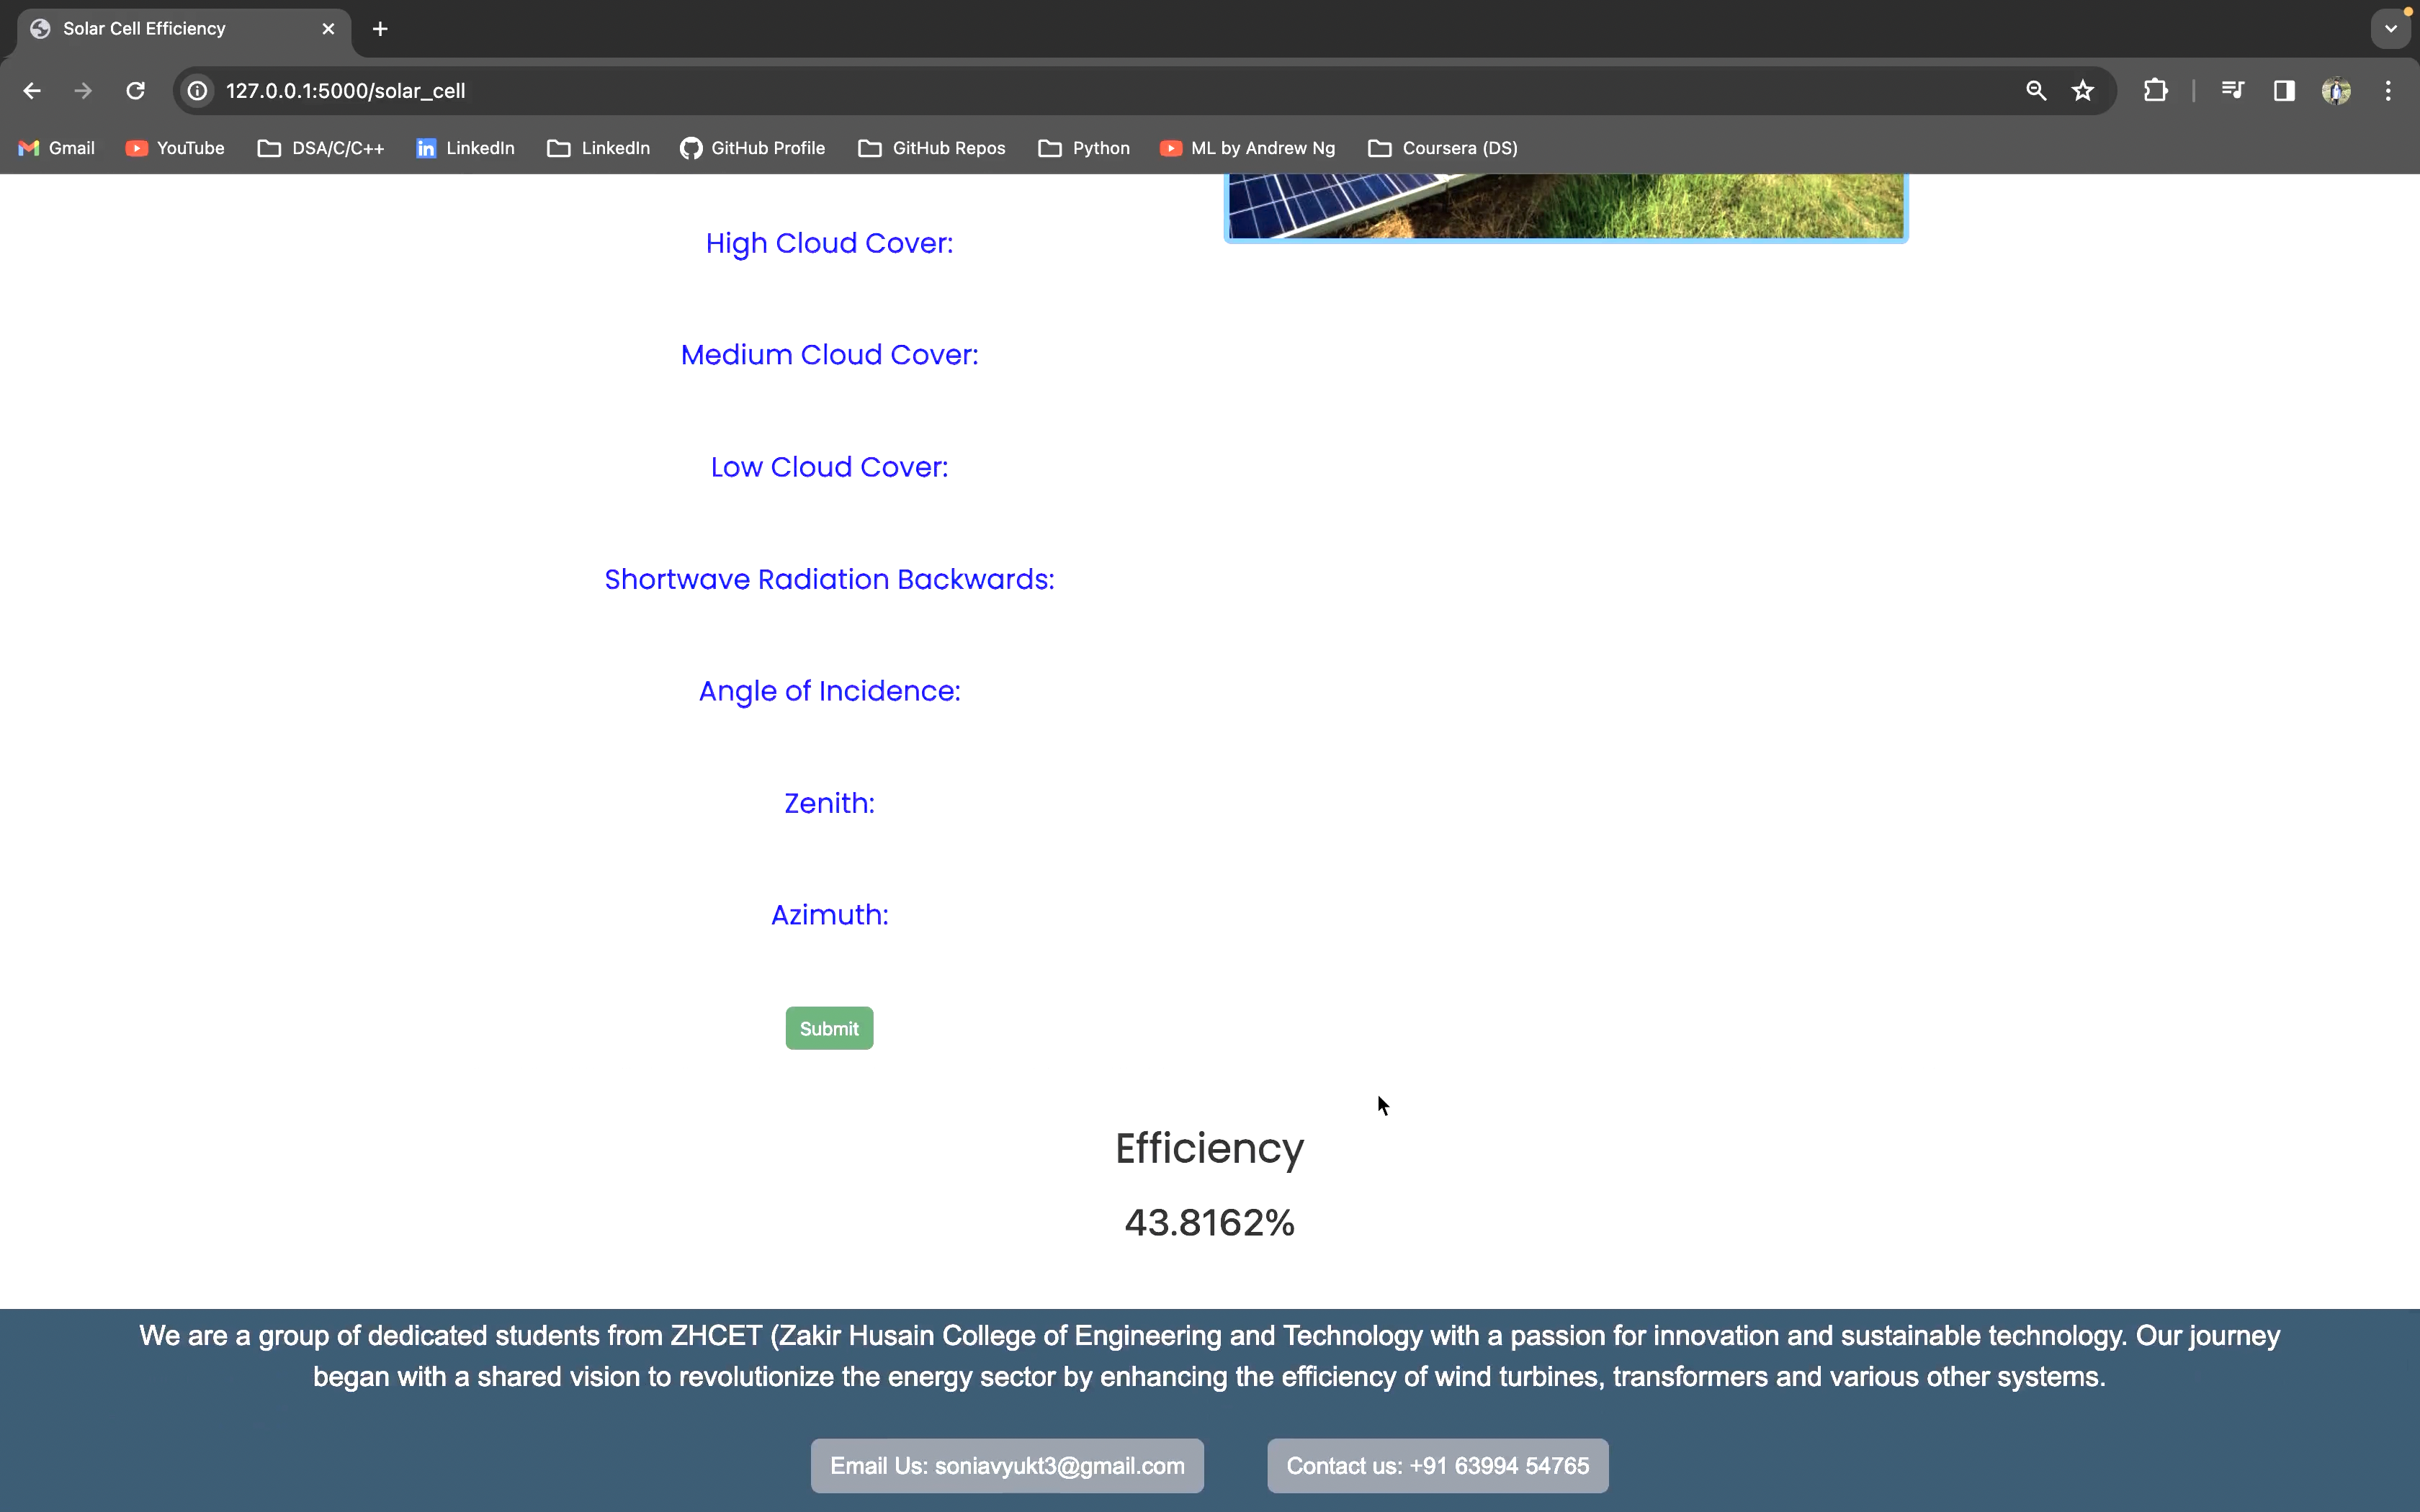 Solar Cell Efficiency
127.0.0.1:5000/solar_cell
Gmail YouTube DSA/C/C++ LinkedIn LinkedIn GitHub Profile GitHub Repos Python ML by Andrew Ng Coursera (DS)
High Cloud Cover:
Medium Cloud Cover:
Low Cloud Cover:
Shortwave Radiation Backwards:
Angle of Incidence:
Zenith:
Azimuth:
Submit
Efficiency
43.8162%
We are a group of dedicated students from ZHCET (Zakir Husain College of Engineering and Technology with a passion for innovation and sustainable technology. Our journey
began with a shared vision to revolutionize the energy sector by enhancing the efficiency of wind turbines, transformers and various other systems.
Email Us: soniavyukt3@gmail.com Contact us: +91 63994 54765